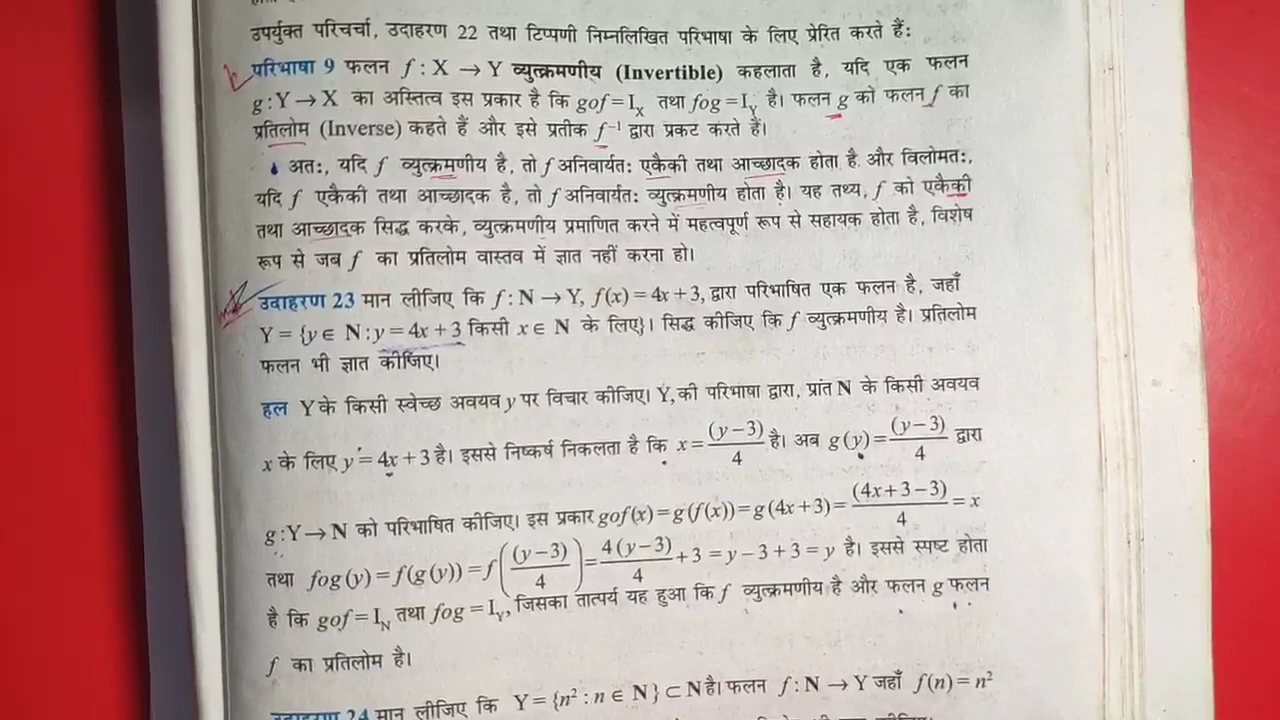 उपर्युक्त परिचर्चा, उदाहरण 22 तथा टिप्पणी निम्नलिखित परिभाषा के लिए प्रेरित करते हैं:
परिभाषा 9 फलन f : X → Y व्युत्क्रमणीय (Invertible) कहलाता है, यदि एक फलन
g : Y → X का अस्तित्व इस प्रकार है कि gof = I_X तथा fog = I_Y है। फलन g को फलन f का
प्रतिलोम (Inverse) कहते हैं और इसे प्रतीक f⁻¹ द्वारा प्रकट करते हैं।
अतः, यदि f व्युत्क्रमणीय है, तो f अनिवार्यतः एकैकी तथा आच्छादक होता है और विलोमतः,
यदि f एकैकी तथा आच्छादक है, तो f अनिवार्यतः व्युत्क्रमणीय होता है। यह तथ्य, f को एकैकी
तथा आच्छादक सिद्ध करके, व्युत्क्रमणीय प्रमाणित करने में महत्वपूर्ण रूप से सहायक होता है, विशेष
रूप से जब f का प्रतिलोम वास्तव में ज्ञात नहीं करना हो।
उदाहरण 23 मान लीजिए कि f : N → Y, f(x) = 4x + 3, द्वारा परिभाषित एक फलन है, जहाँ
Y = {y ∈ N : y = 4x + 3 किसी x ∈ N के लिए}। सिद्ध कीजिए कि f व्युत्क्रमणीय है। प्रतिलोम
फलन भी ज्ञात कीजिए।
हल Y के किसी स्वेच्छ अवयव y पर विचार कीजिए। Y, की परिभाषा द्वारा, प्रांत N के किसी अवयव
x के लिए y = 4x + 3 है। इससे निष्कर्ष निकलता है कि x = (y−3)/4 है। अब g(y) = (y−3)/4 द्वारा
g : Y → N को परिभाषित कीजिए। इस प्रकार gof(x) = g(f(x)) = g(4x+3) = (4x+3−3)/4 = x
तथा fog(y) = f(g(y)) = f((y−3)/4) = 4(y−3)/4 + 3 = y − 3 + 3 = y है। इससे स्पष्ट होता
है कि gof = I_N तथा fog = I_Y, जिसका तात्पर्य यह हुआ कि f व्युत्क्रमणीय है और फलन g फलन
f का प्रतिलोम है।
उदाहरण 24 मान लीजिए कि Y = {n² : n ∈ N} ⊂ N है। फलन f : N → Y जहाँ f(n) = n²